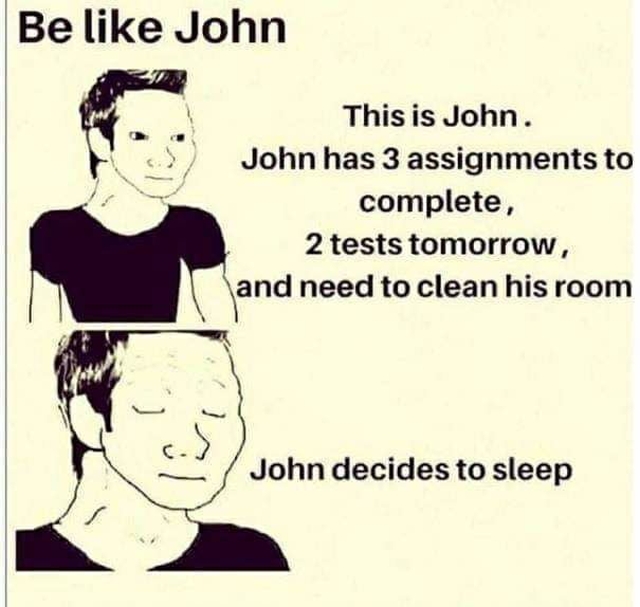 Be like John
This is John .
John has 3 assignments to
complete ,
2 tests tomorrow ,
and need to clean his room
John decides to sleep